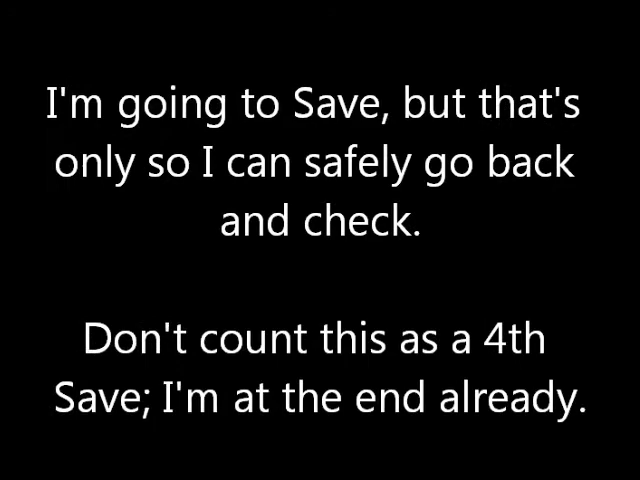 I'm going to Save, but that's
only so I can safely go back
and check.
Don't count this as a 4th
Save; I'm at the end already.